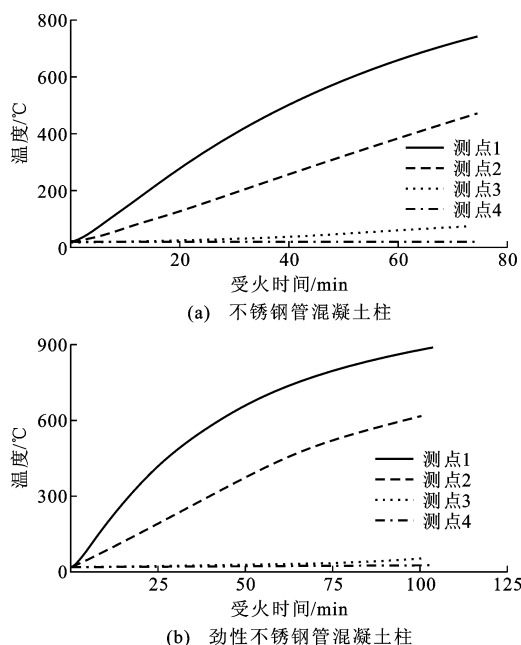 800
600
400
200
0
温度/℃
测点1
测点2
测点3
测点4
20
40
60
80
受火时间/min
(a) 不锈钢管混凝土柱
900
600
300
0
温度/℃
测点1
测点2
测点3
测点4
25
50
75
100
125
受火时间/min
(b) 劲性不锈钢管混凝土柱